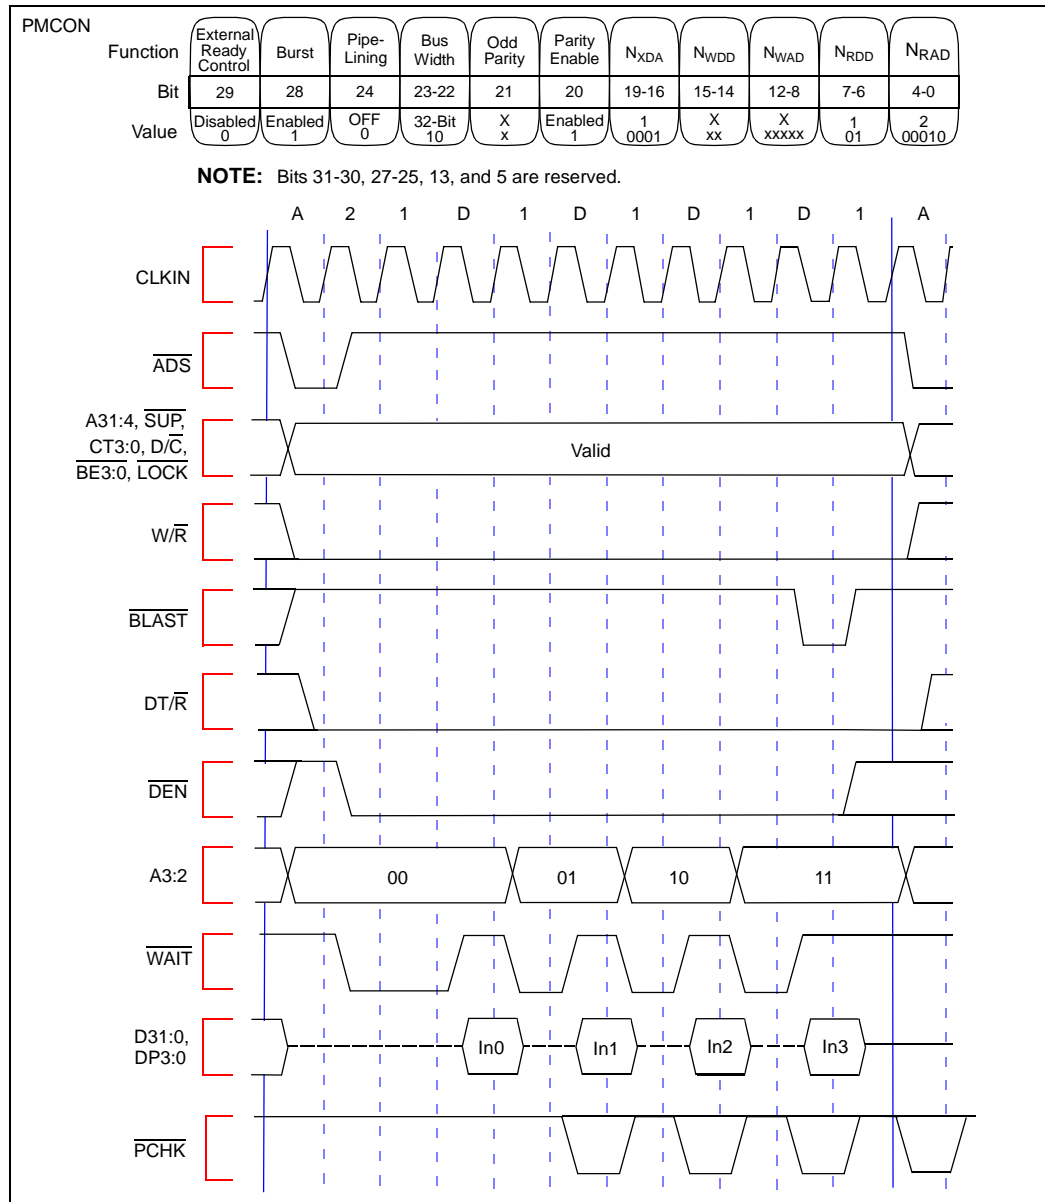 PMCON
Function External Ready Control Burst Pipe-Lining Bus Width Odd Parity Parity Enable NXDA NWDD NWAD NRDD NRAD
Bit 29 28 24 23-22 21 20 19-16 15-14 12-8 7-6 4-0
Value Disabled 0 Enabled 1 OFF 0 32-Bit 10 X x Enabled 1 1 0001 X xx X xxxxx 1 01 2 00010
NOTE: Bits 31-30, 27-25, 13, and 5 are reserved.
A 2 1 D 1 D 1 D 1 D 1 A
CLKIN
ADS
A31:4, SUP,
CT3:0, D/C,
BE3:0, LOCK
Valid
W/R
BLAST
DT/R
DEN
A3:2 00 01 10 11
WAIT
D31:0,
DP3:0
In0 In1 In2 In3
PCHK